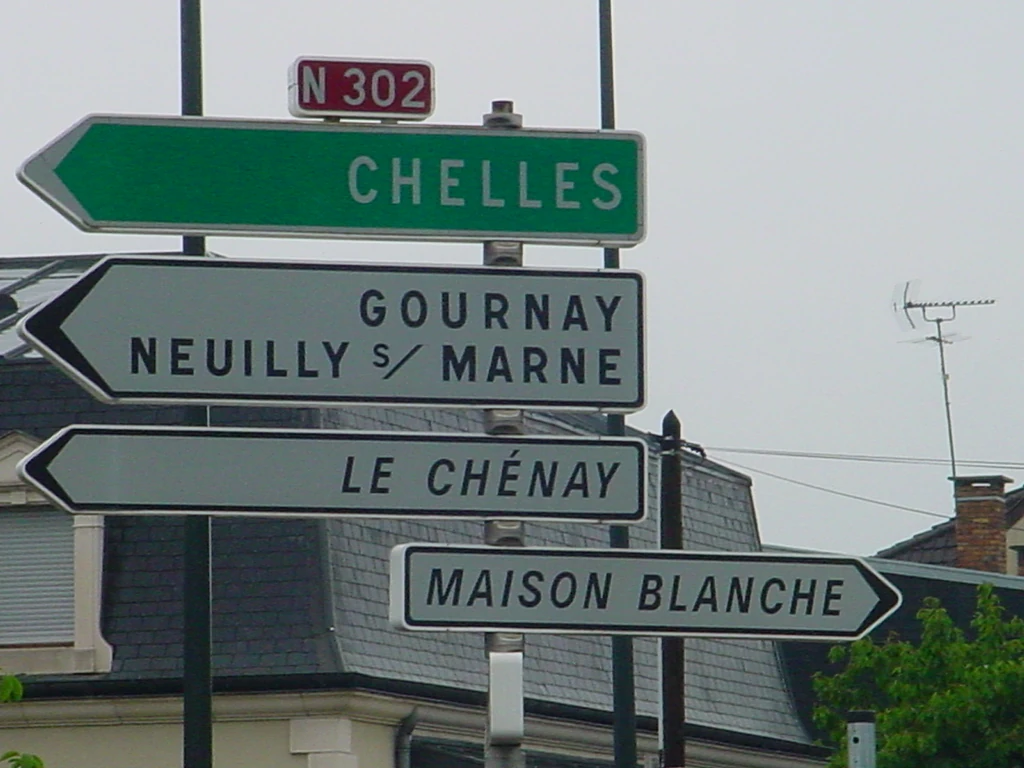 N 302
CHELLES
GOURNAY
NEUILLY S/ MARNE
LE CHÉNAY
MAISON BLANCHE